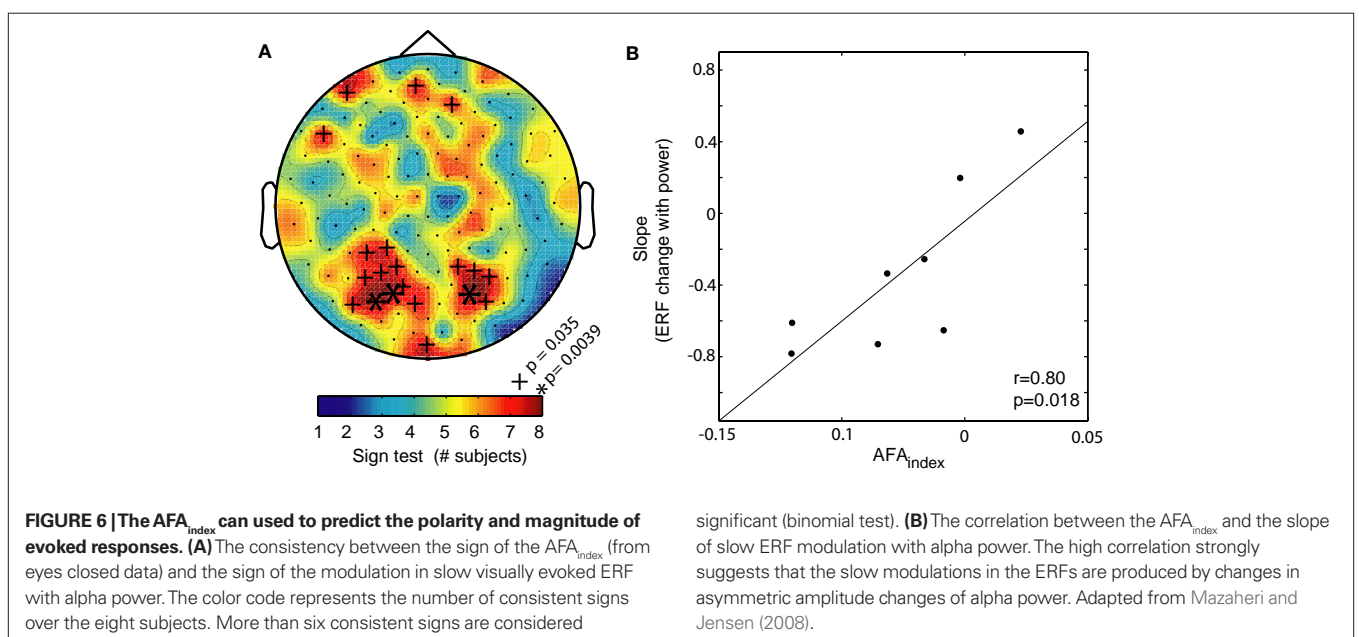 A
B
0.8
0.4
0
-0.4
-0.8
Slope
(ERF change with power)
r=0.80
p=0.018
-0.15
0.1
0
0.05
AFAindex
+ p = 0.035
* p = 0.0039
1 2 3 4 5 6 7 8
Sign test (# subjects)
FIGURE 6 | The AFAindex can used to predict the polarity and magnitude of
evoked responses. (A) The consistency between the sign of the AFAindex (from
eyes closed data) and the sign of the modulation in slow visually evoked ERF
with alpha power. The color code represents the number of consistent signs
over the eight subjects. More than six consistent signs are considered
significant (binomial test). (B) The correlation between the AFAindex and the slope
of slow ERF modulation with alpha power. The high correlation strongly
suggests that the slow modulations in the ERFs are produced by changes in
asymmetric amplitude changes of alpha power. Adapted from Mazaheri and
Jensen (2008).